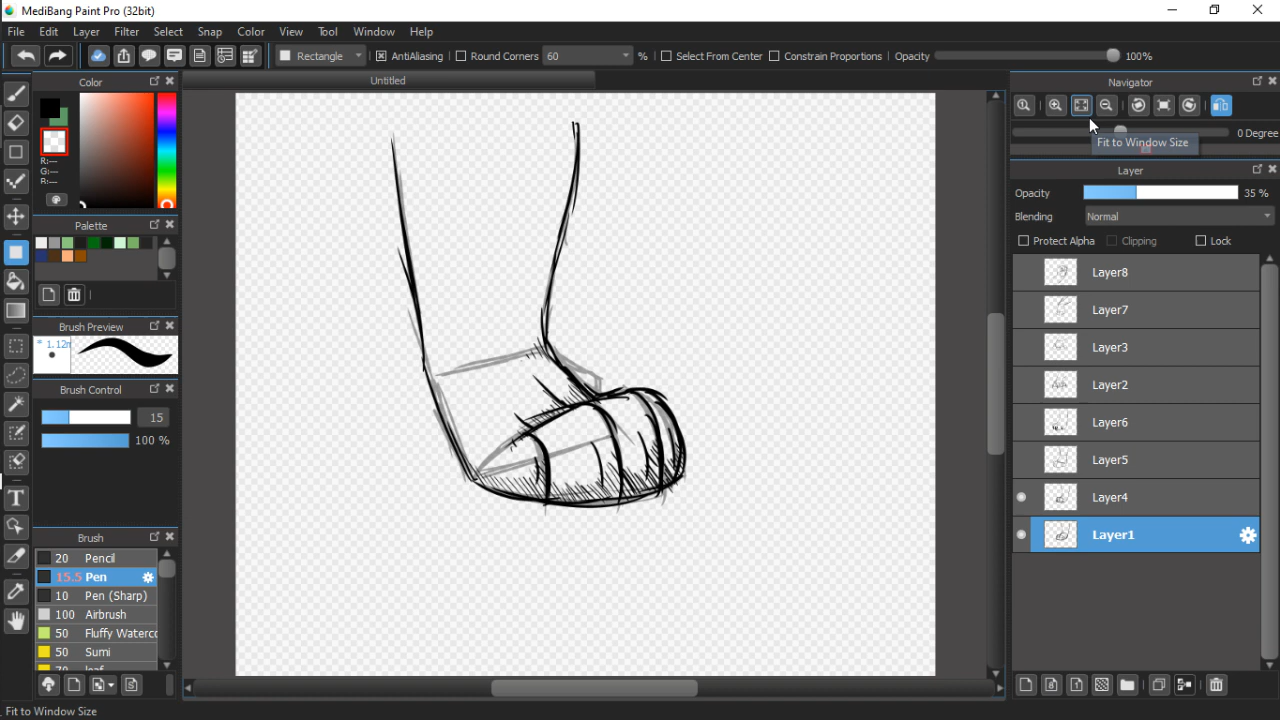 MediBang Paint Pro (32bit)
File Edit Layer Filter Select Snap Color View Tool Window Help
Rectangle AntiAliasing Round Corners 60 % Select From Center Constrain Proportions Opacity 100%
Color
Untitled
Navigator
0 Degree
Fit to Window Size
R:---
G:---
B:---
Layer
Opacity 35 %
Blending Normal
Protect Alpha Clipping Lock
Palette
Layer8
Layer7
Brush Preview
1.12m
Layer3
Brush Control
Layer2
15
100 %
Layer6
Layer5
Layer4
T
Layer1
Brush
20 Pencil
15.5 Pen
10 Pen (Sharp)
100 Airbrush
50 Fluffy Waterco
50 Sumi
70 leaf
Fit to Window Size